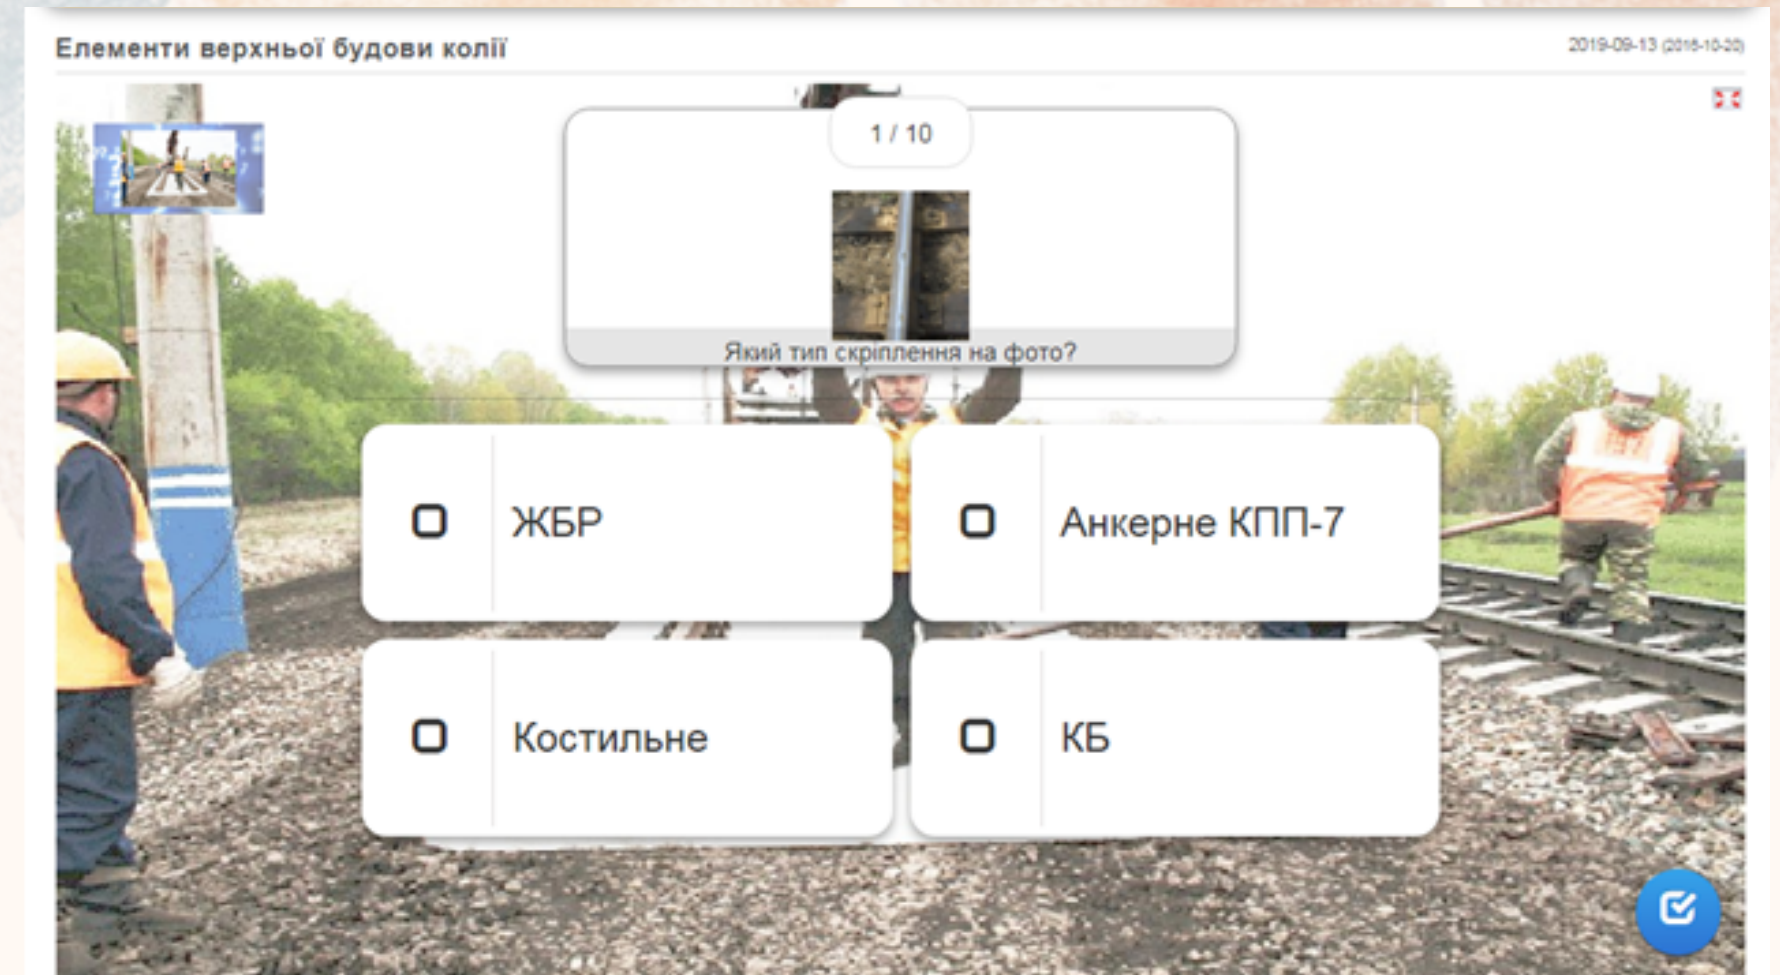 Елементи верхньої будови колії
2019-09-13 (2016-10-20)
1 / 10
Який тип скріплення на фото?
ЖБР
Анкерне КПП-7
Костильне
КБ